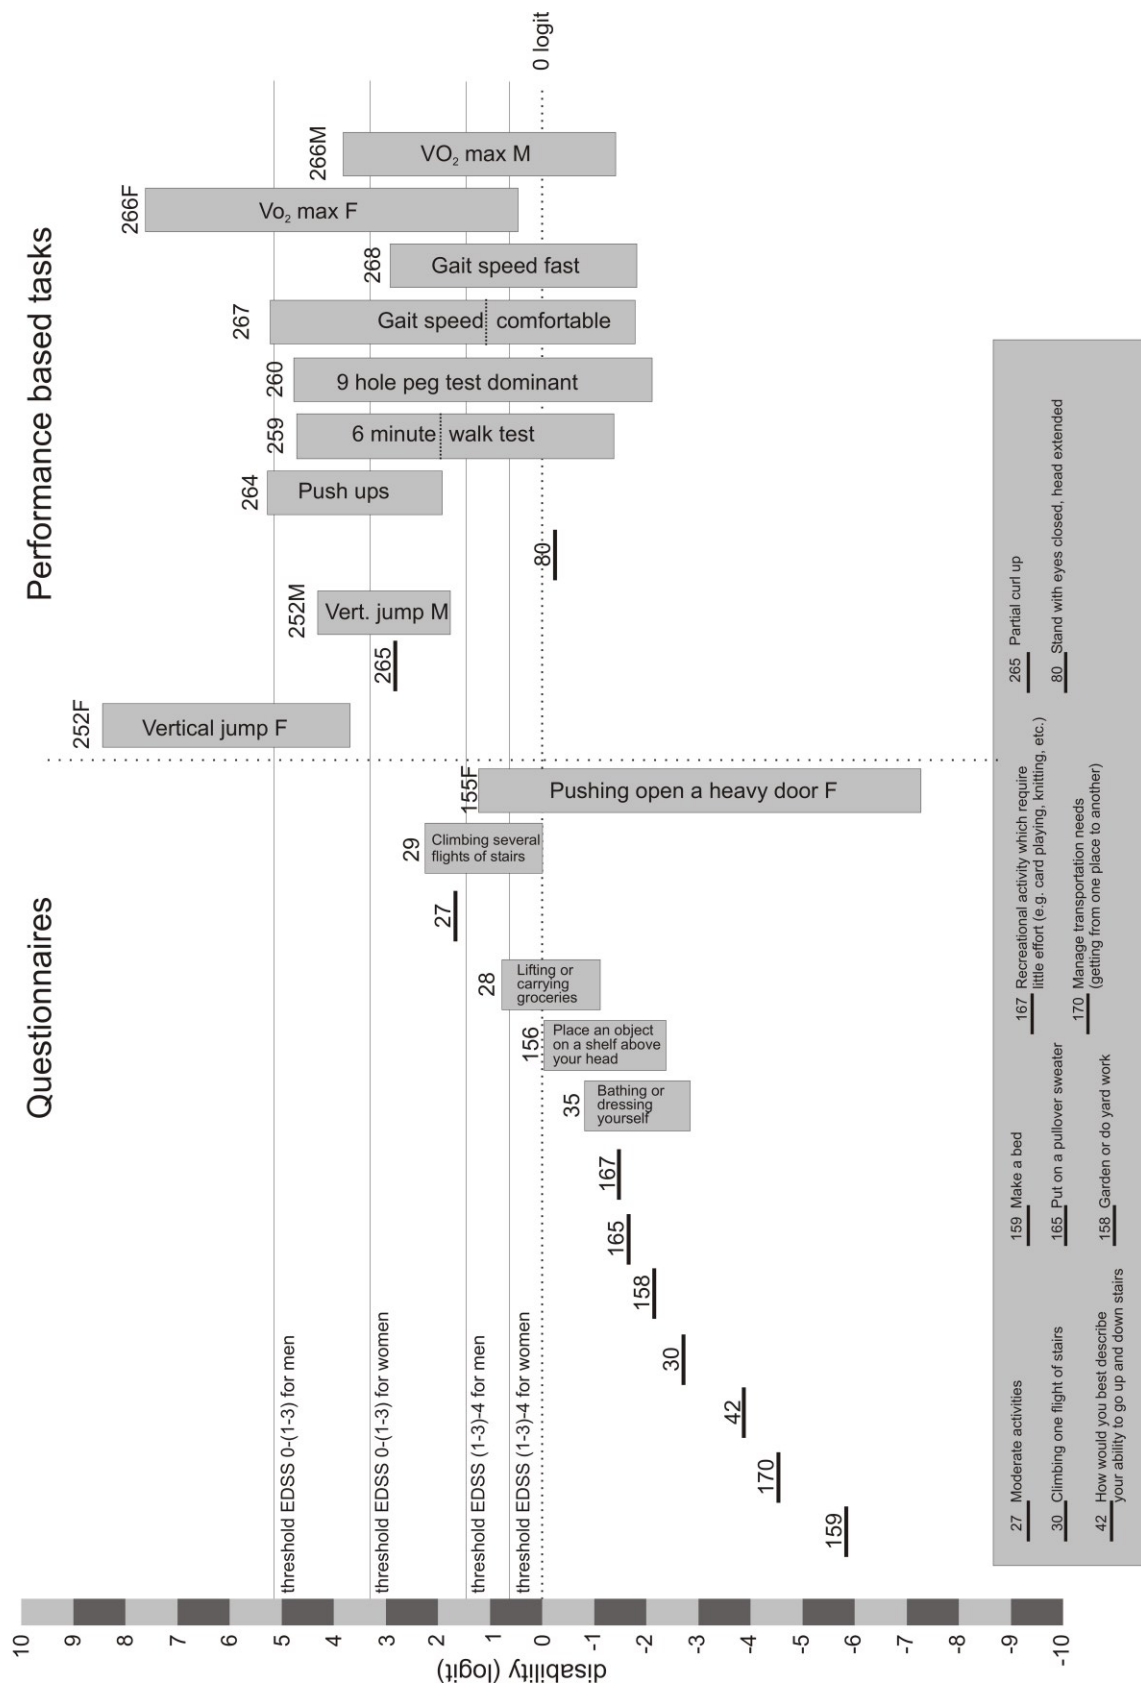 Questionnaires
Performance based tasks
disability (logit)
10
9
8
7
6
5
4
3
2
1
0
-1
-2
-3
-4
-5
-6
-7
-8
-9
-10
threshold EDSS 0-(1-3) for men
threshold EDSS 0-(1-3) for women
threshold EDSS (1-3)-4 for men
threshold EDSS (1-3)-4 for women
0 logit
159
170
42
30
158
165
167
35
Bathing or
dressing
yourself
156
Place an object
on a shelf above
your head
28
Lifting or
carrying
groceries
27
29
Climbing several
flights of stairs
155F
Pushing open a heavy door F
252F
Vertical jump F
265
252M
Vert. jump M
80
264
Push ups
259
6 minute walk test
260
9 hole peg test dominant
267
Gait speed comfortable
268
Gait speed fast
266F
Vo₂ max F
266M
VO₂ max M
27 Moderate activities
30 Climbing one flight of stairs
42 How would you best describe
your ability to go up and down stairs
159 Make a bed
165 Put on a pullover sweater
158 Garden or do yard work
167 Recreational activity which require
little effort (e.g. card playing, knitting, etc.)
170 Manage transportation needs
(getting from one place to another)
265 Partial curl up
80 Stand with eyes closed, head extended